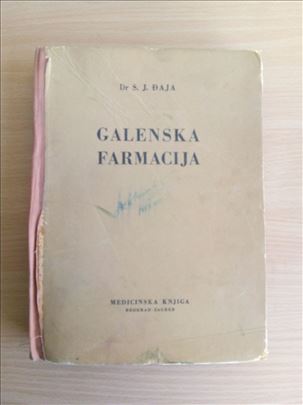 Dr S. J. ĐAJA
GALENSKA
FARMACIJA
MEDICINSKA KNJIGA
BEOGRAD ZAGREB